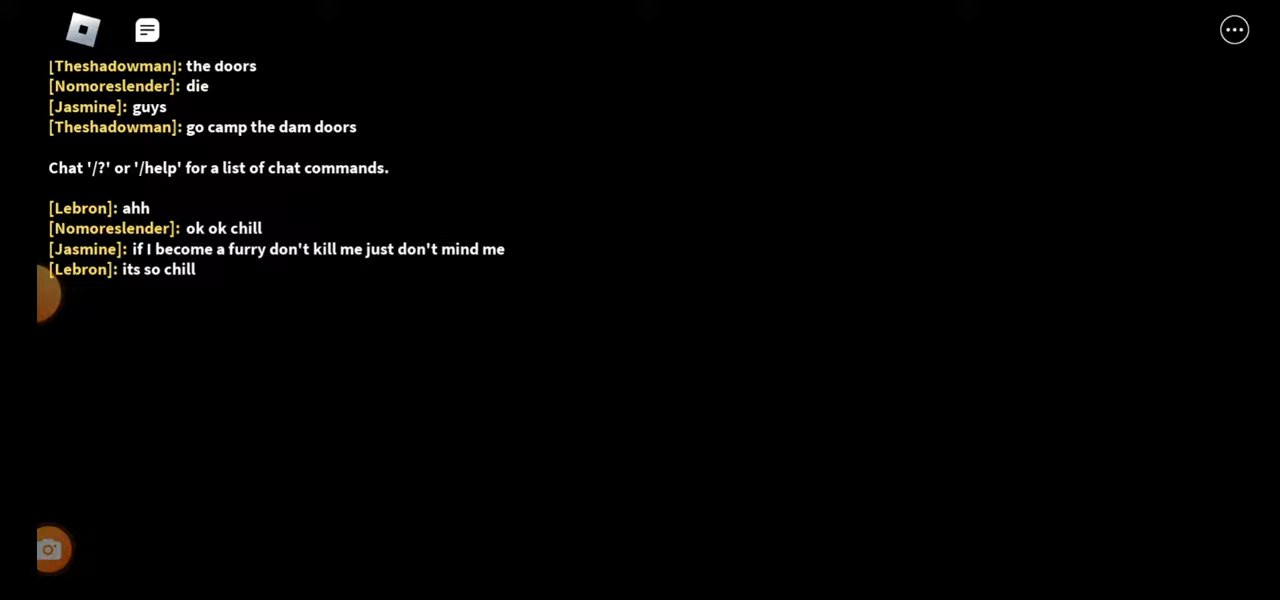 [Theshadowman]: the doors
[Nomoreslender]: die
[Jasmine]: guys
[Theshadowman]: go camp the dam doors
Chat '/?' or '/help' for a list of chat commands.
[Lebron]: ahh
[Nomoreslender]: ok ok chill
[Jasmine]: if I become a furry don't kill me just don't mind me
[Lebron]: its so chill